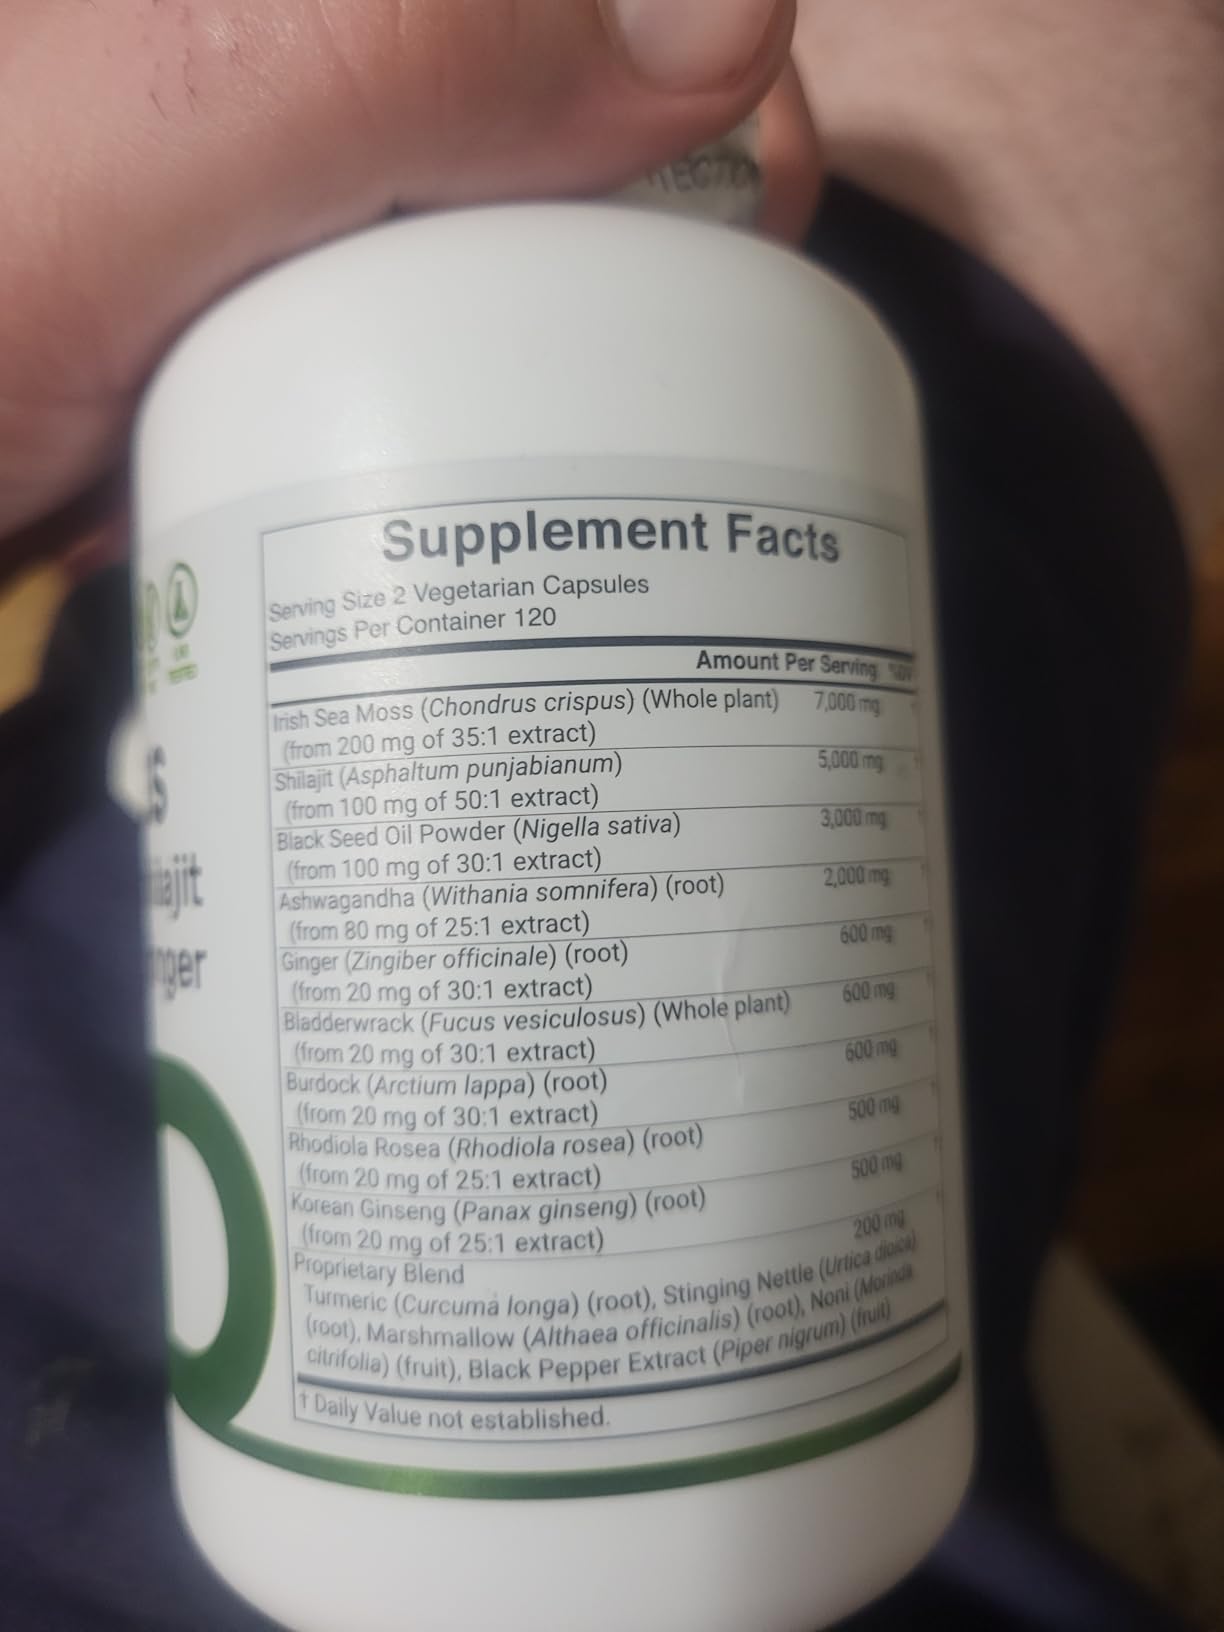 Supplement Facts
Serving Size 2 Vegetarian Capsules
Servings Per Container 120
Amount Per Serving %DV
Irish Sea Moss (Chondrus crispus) (Whole plant) 7,000 mg †
(from 200 mg of 35:1 extract)
Shilajit (Asphaltum punjabianum) 5,000 mg †
(from 100 mg of 50:1 extract)
Black Seed Oil Powder (Nigella sativa) 3,000 mg †
(from 100 mg of 30:1 extract)
Ashwagandha (Withania somnifera) (root) 2,000 mg †
(from 80 mg of 25:1 extract)
Ginger (Zingiber officinale) (root) 600 mg †
(from 20 mg of 30:1 extract)
Bladderwrack (Fucus vesiculosus) (Whole plant) 600 mg
(from 20 mg of 30:1 extract)
Burdock (Arctium lappa) (root) 600 mg †
(from 20 mg of 30:1 extract)
Rhodiola Rosea (Rhodiola rosea) (root) 500 mg †
(from 20 mg of 25:1 extract)
Korean Ginseng (Panax ginseng) (root) 500 mg †
(from 20 mg of 25:1 extract)
Proprietary Blend 200 mg †
Turmeric (Curcuma longa) (root), Stinging Nettle (Urtica dioica)
(root), Marshmallow (Althaea officinalis) (root), Noni (Morinda
citrifolia) (fruit), Black Pepper Extract (Piper nigrum) (fruit)
† Daily Value not established.